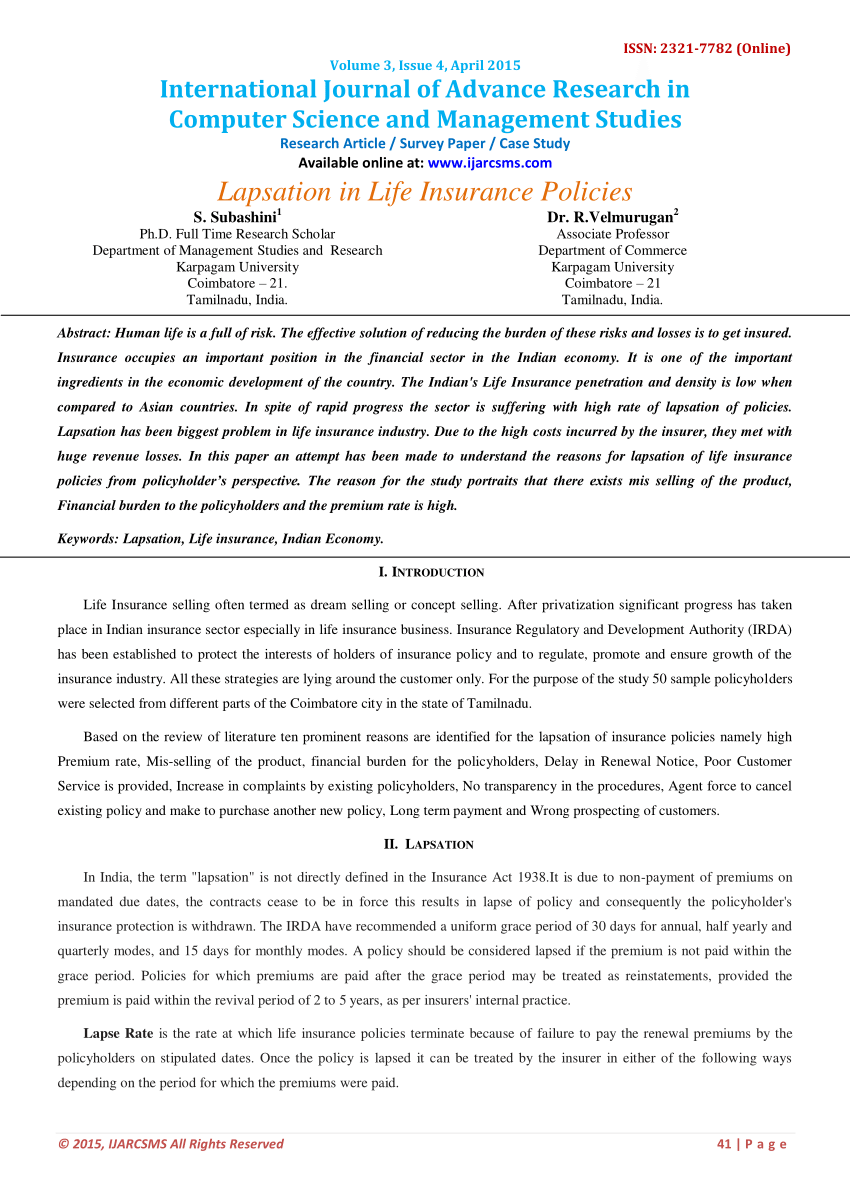 ISSN: 2321-7782 (Online)
Volume 3, Issue 4, April 2015
International Journal of Advance Research in
Computer Science and Management Studies
Research Article / Survey Paper / Case Study
Available online at: www.ijarcsms.com
Lapsation in Life Insurance Policies
S. Subashini1
Ph.D. Full Time Research Scholar
Department of Management Studies and Research
Karpagam University
Coimbatore – 21.
Tamilnadu, India.
Dr. R.Velmurugan2
Associate Professor
Department of Commerce
Karpagam University
Coimbatore – 21
Tamilnadu, India.
Abstract: Human life is a full of risk. The effective solution of reducing the burden of these risks and losses is to get insured.
Insurance occupies an important position in the financial sector in the Indian economy. It is one of the important
ingredients in the economic development of the country. The Indian's Life Insurance penetration and density is low when
compared to Asian countries. In spite of rapid progress the sector is suffering with high rate of lapsation of policies.
Lapsation has been biggest problem in life insurance industry. Due to the high costs incurred by the insurer, they met with
huge revenue losses. In this paper an attempt has been made to understand the reasons for lapsation of life insurance
policies from policyholder’s perspective. The reason for the study portraits that there exists mis selling of the product,
Financial burden to the policyholders and the premium rate is high.
Keywords: Lapsation, Life insurance, Indian Economy.
I. INTRODUCTION
Life Insurance selling often termed as dream selling or concept selling. After privatization significant progress has taken
place in Indian insurance sector especially in life insurance business. Insurance Regulatory and Development Authority (IRDA)
has been established to protect the interests of holders of insurance policy and to regulate, promote and ensure growth of the
insurance industry. All these strategies are lying around the customer only. For the purpose of the study 50 sample policyholders
were selected from different parts of the Coimbatore city in the state of Tamilnadu.
Based on the review of literature ten prominent reasons are identified for the lapsation of insurance policies namely high
Premium rate, Mis-selling of the product, financial burden for the policyholders, Delay in Renewal Notice, Poor Customer
Service is provided, Increase in complaints by existing policyholders, No transparency in the procedures, Agent force to cancel
existing policy and make to purchase another new policy, Long term payment and Wrong prospecting of customers.
II. LAPSATION
In India, the term "lapsation" is not directly defined in the Insurance Act 1938.It is due to non-payment of premiums on
mandated due dates, the contracts cease to be in force this results in lapse of policy and consequently the policyholder's
insurance protection is withdrawn. The IRDA have recommended a uniform grace period of 30 days for annual, half yearly and
quarterly modes, and 15 days for monthly modes. A policy should be considered lapsed if the premium is not paid within the
grace period. Policies for which premiums are paid after the grace period may be treated as reinstatements, provided the
premium is paid within the revival period of 2 to 5 years, as per insurers' internal practice.
Lapse Rate is the rate at which life insurance policies terminate because of failure to pay the renewal premiums by the
policyholders on stipulated dates. Once the policy is lapsed it can be treated by the insurer in either of the following ways
depending on the period for which the premiums were paid.
© 2015, IJARCSMS All Rights Reserved
41 | P a g e